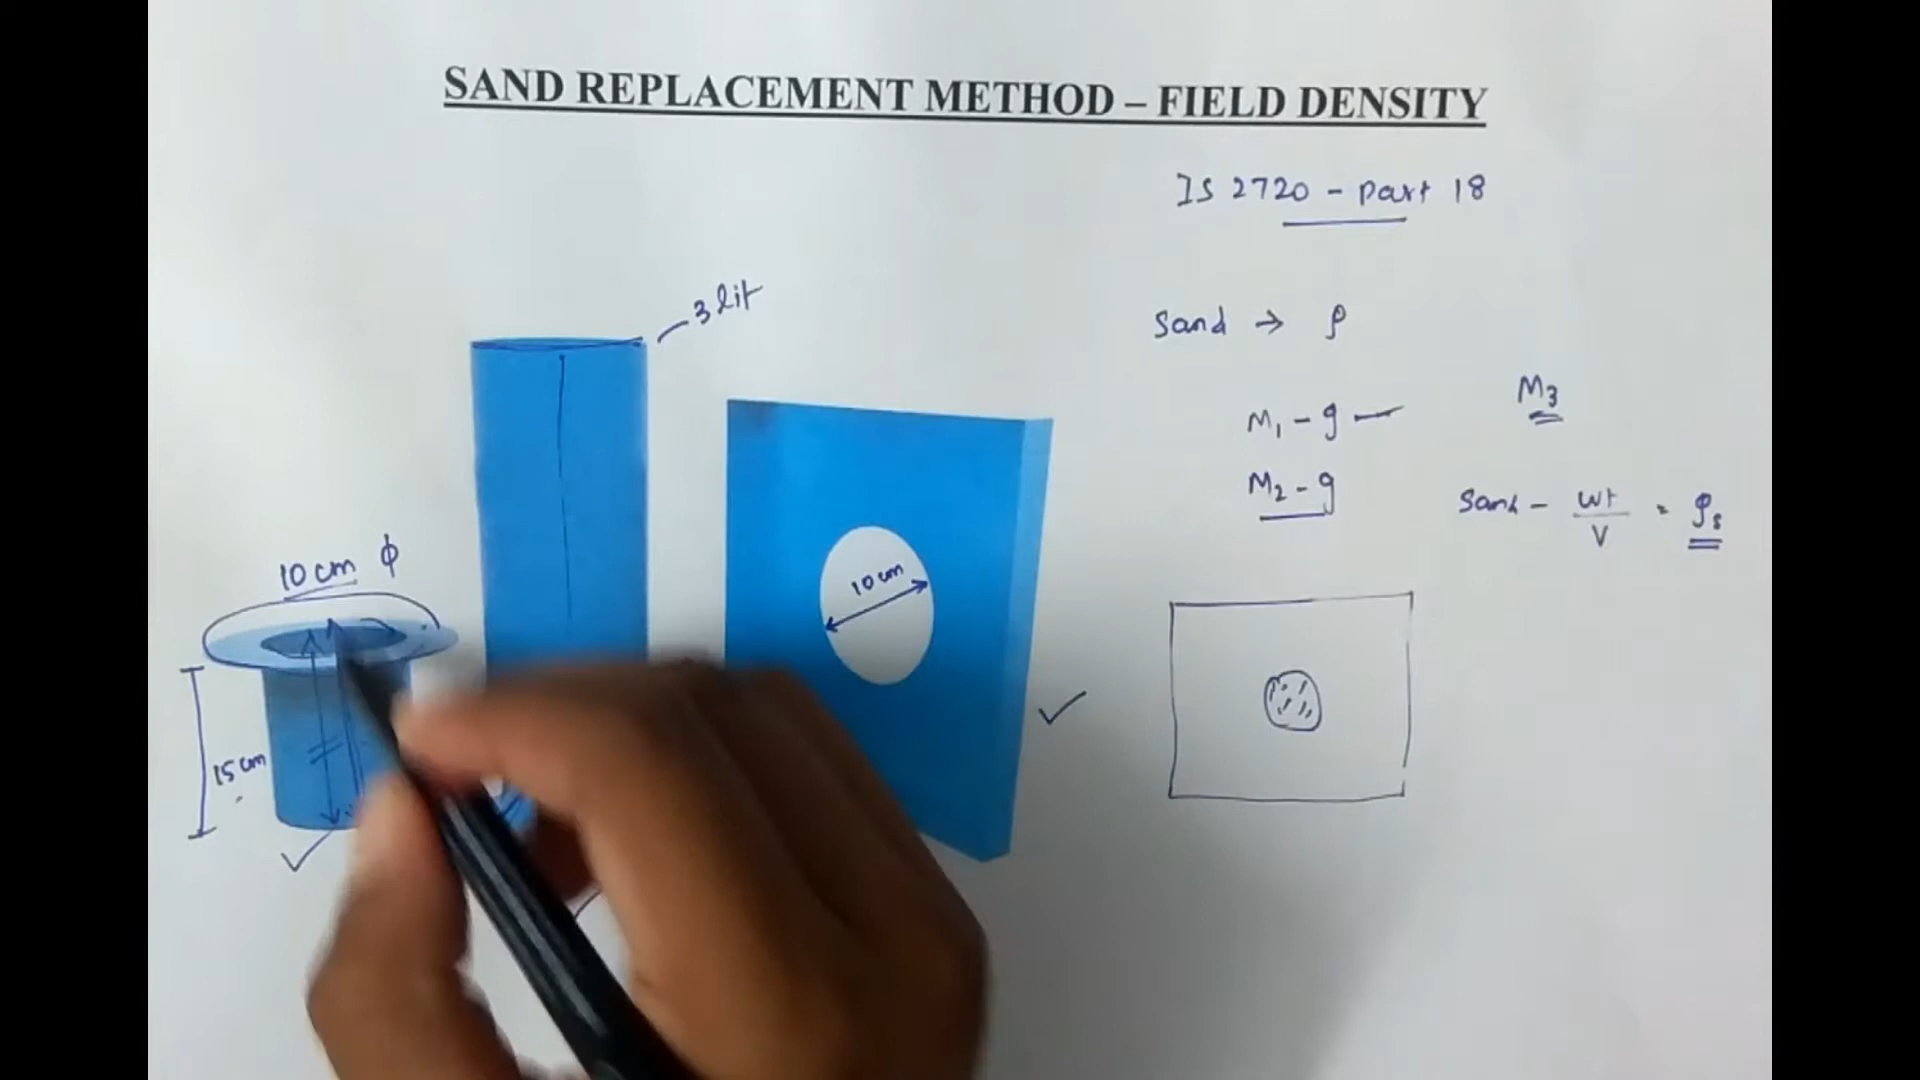 SAND REPLACEMENT METHOD – FIELD DENSITY
IS 2720 - Part 18
3 lit
Sand → ρ
M₁ - g
M₃
M₂ - g
Sand - wt/V = ρₛ
10 cm ϕ
10 cm
15 cm